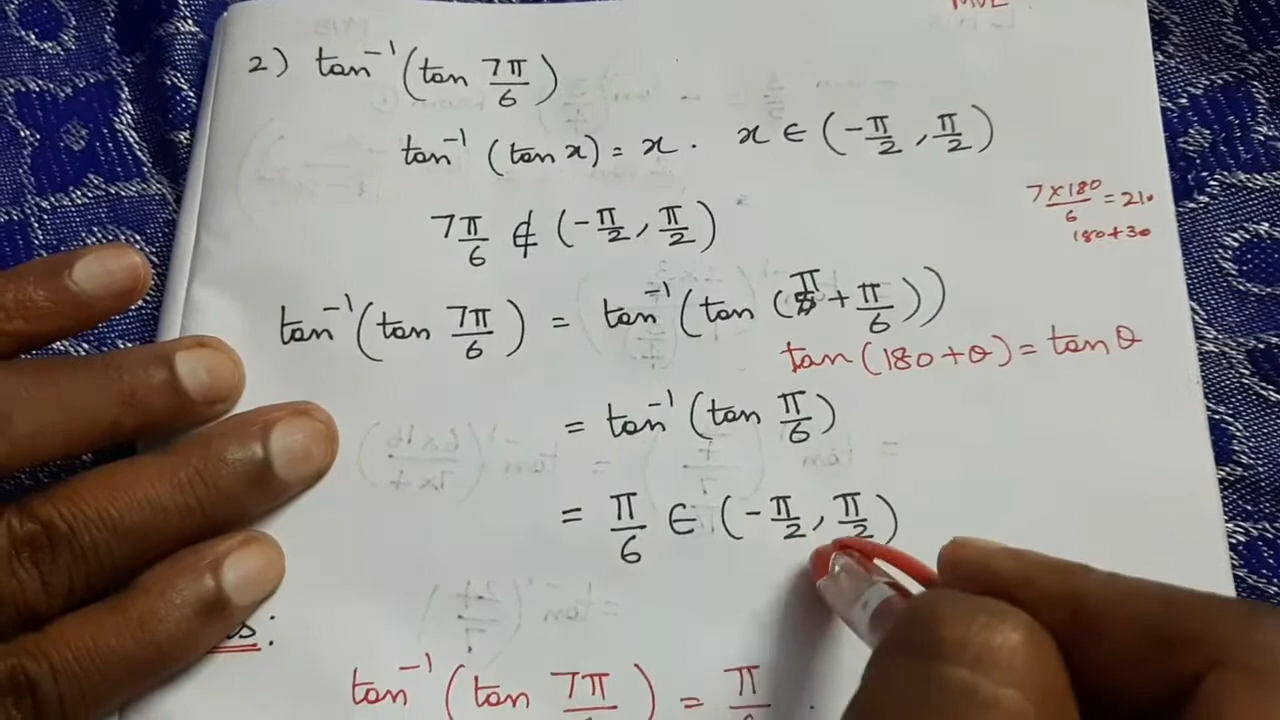 2) tan⁻¹(tan 7π/6)
tan⁻¹ (tan x) = x . x ∈ (-π/2, π/2)
7π/6 ∉ (-π/2, π/2)
7×180/6 = 210
180+30
tan⁻¹(tan 7π/6) = tan⁻¹(tan (π + π/6))
tan(180+θ) = tanθ
= tan⁻¹(tan π/6)
= π/6 ∈ (-π/2, π/2)
:
tan⁻¹(tan 7π/6) = π/6 .